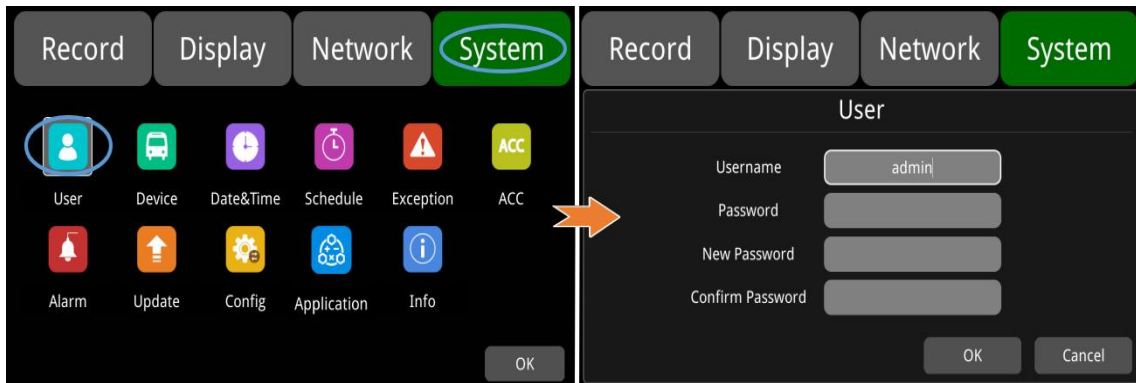 Record Display Network System
ACC
User Device Date&Time Schedule Exception ACC
Alarm Update Config Application Info
OK
Record Display Network System
User
Username admin
Password
New Password
Confirm Password
OK Cancel